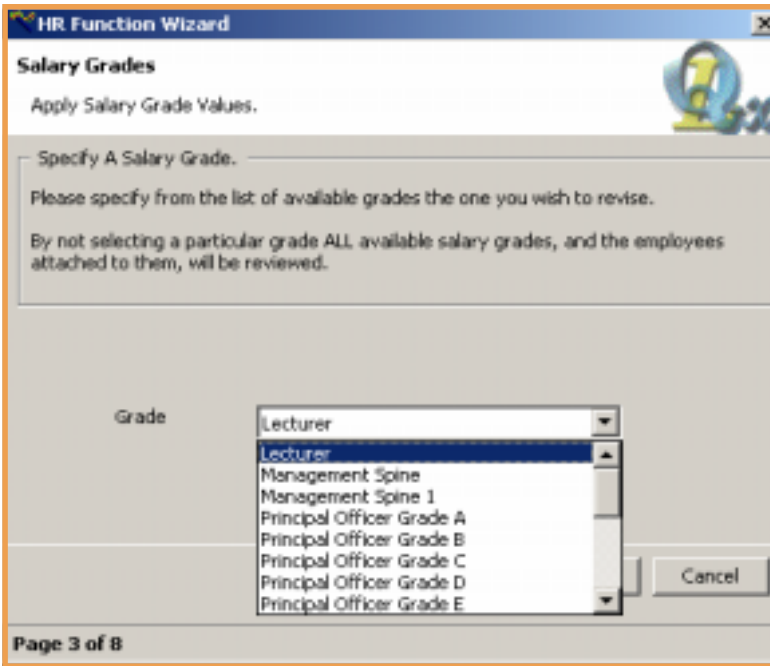 HR Function Wizard
Salary Grades
Apply Salary Grade Values.
Specify A Salary Grade.
Please specify from the list of available grades the one you wish to revise.
By not selecting a particular grade ALL available salary grades, and the employees
attached to them, will be reviewed.
Grade
Lecturer
Lecturer
Management Spine
Management Spine 1
Principal Officer Grade A
Principal Officer Grade B
Principal Officer Grade C
Principal Officer Grade D
Principal Officer Grade E
Cancel
Page 3 of 8